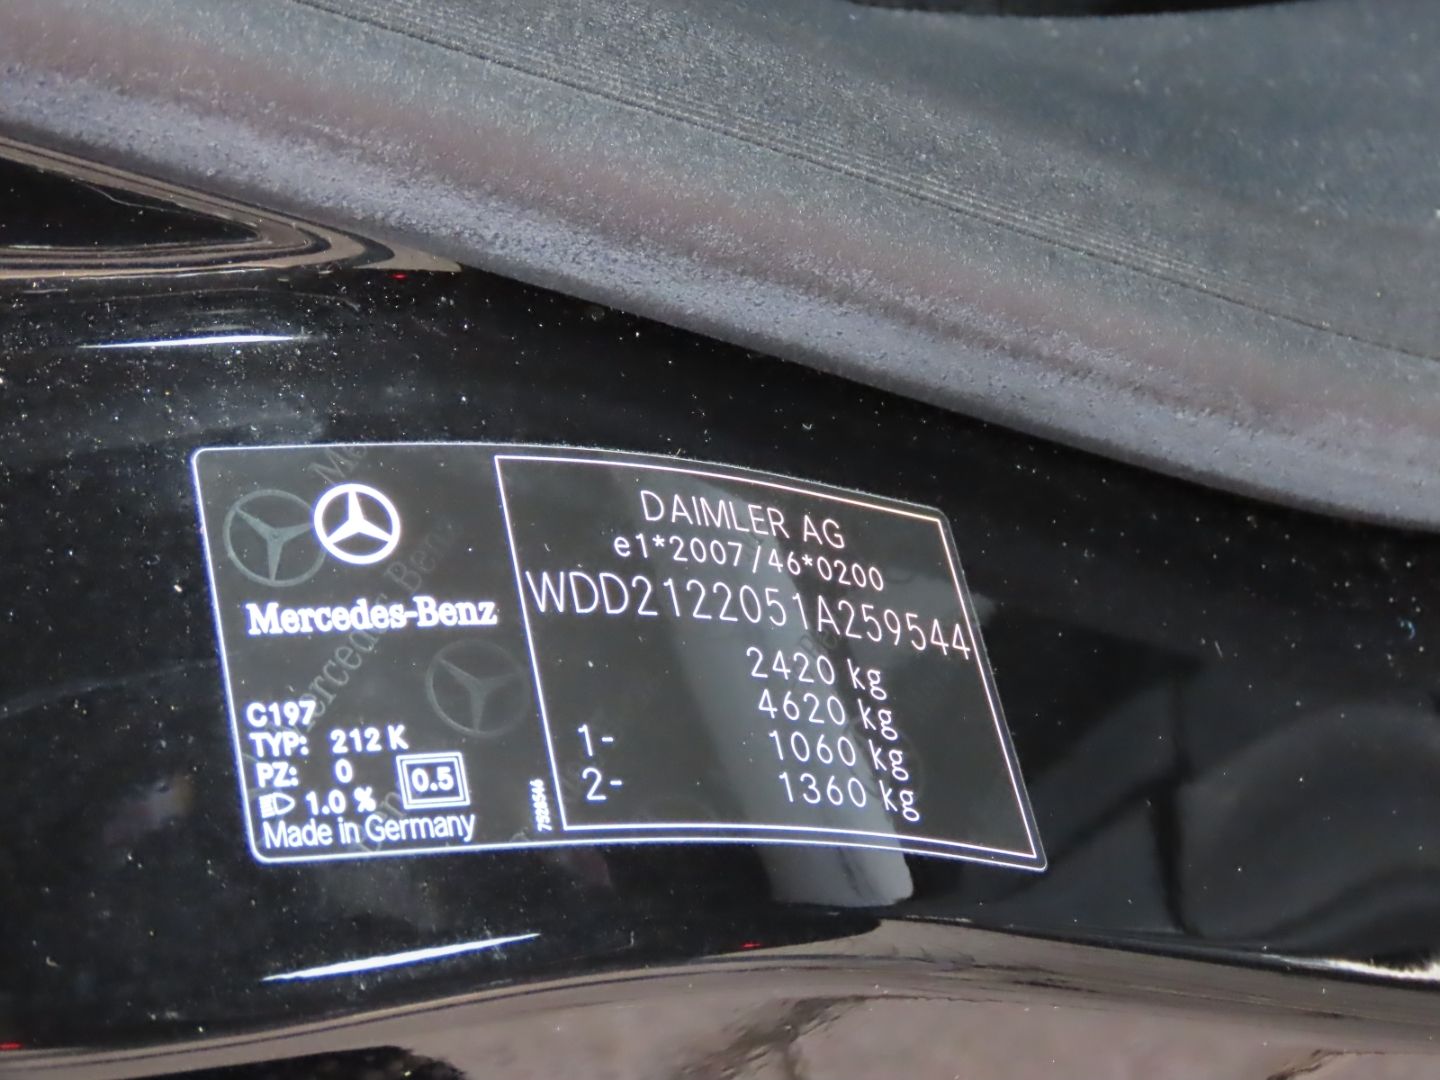 Mercedes-Benz
C197
TYP: 212 K
PZ: 0
1.0 % 0.5
Made in Germany
7528546
DAIMLER AG
e1*2007/46*0200
WDD2122051A259544
2420 kg
4620 kg
1- 1060 kg
2- 1360 kg